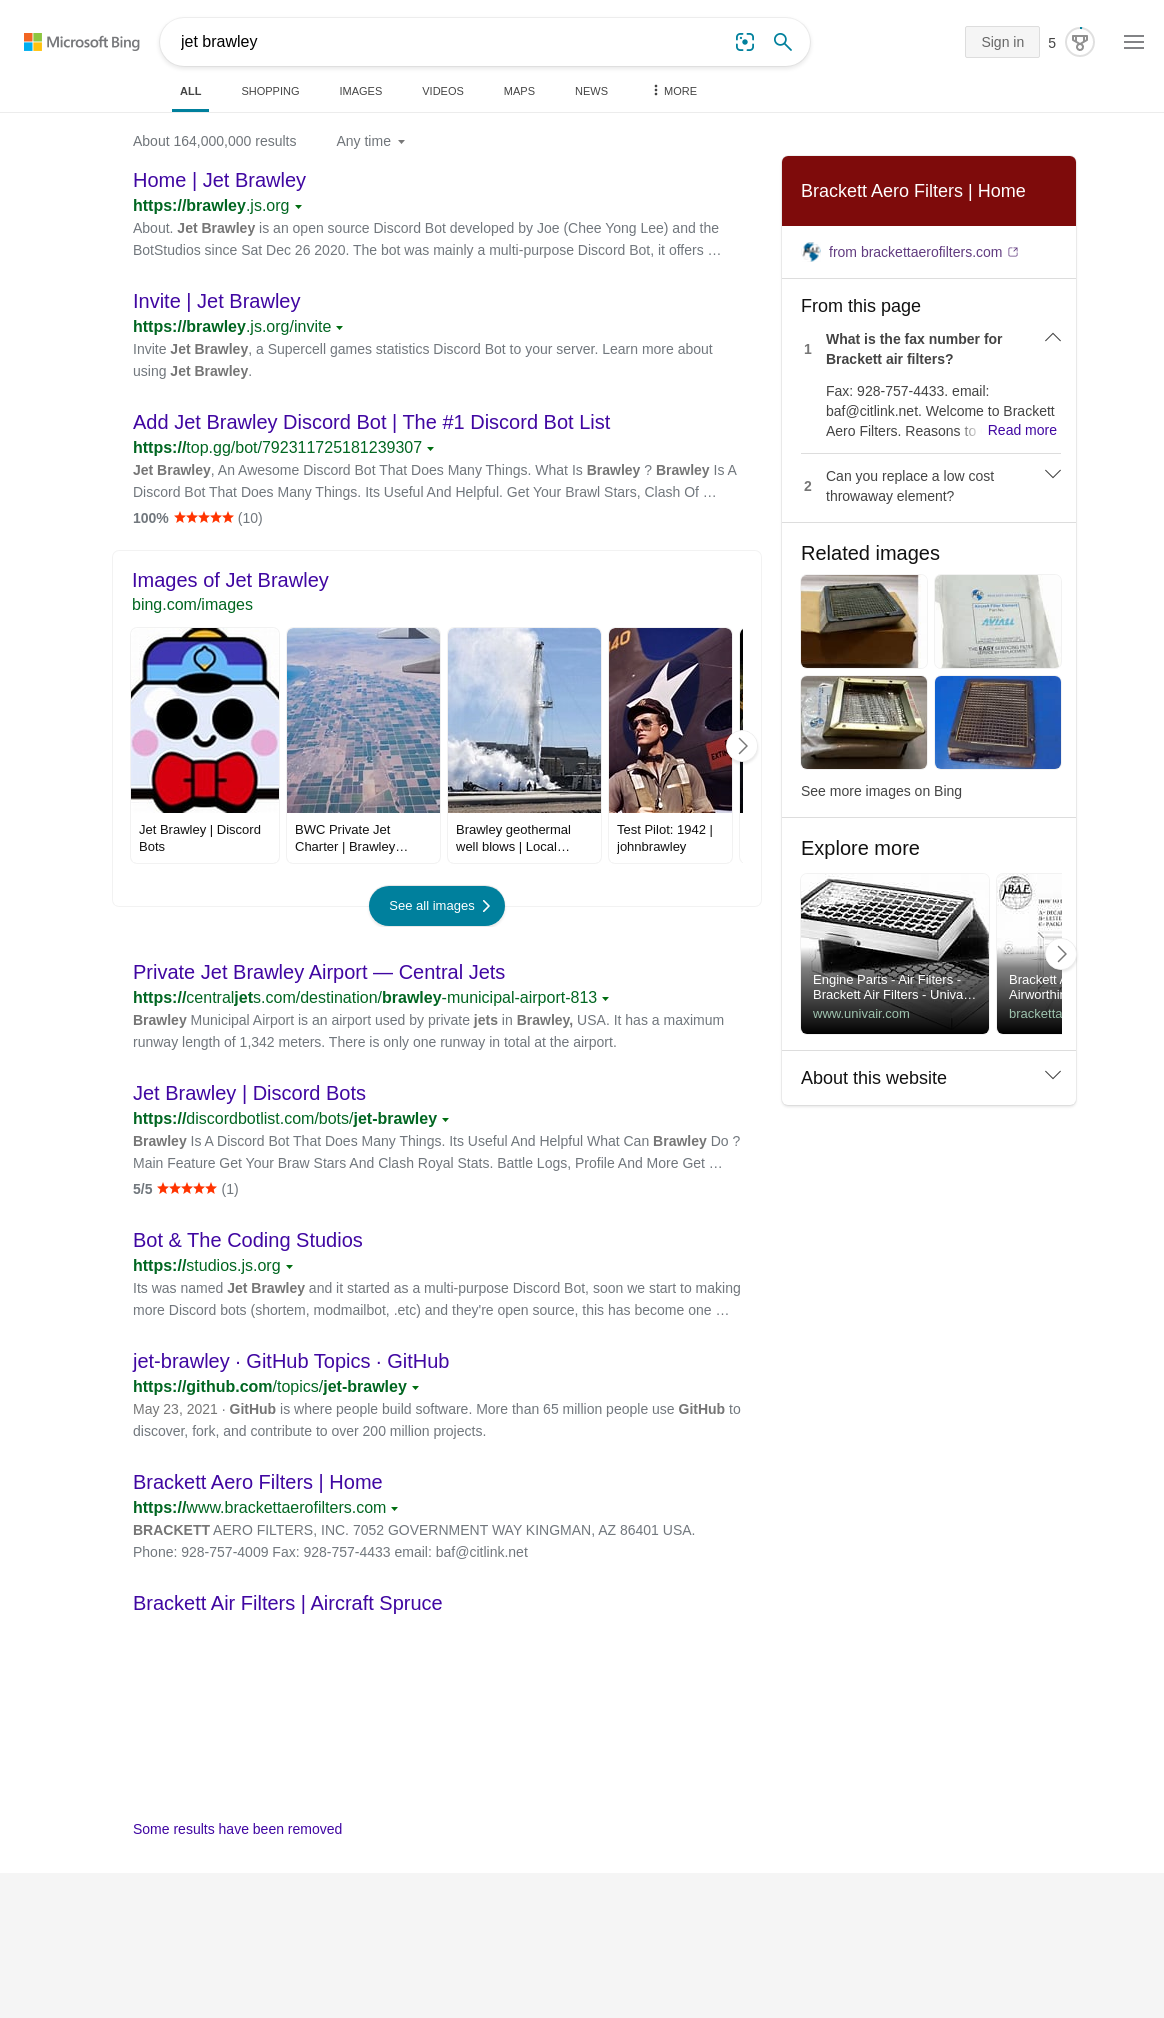 Microsoft Bing
jet brawley
Sign in
5
ALL
SHOPPING
IMAGES
VIDEOS
MAPS
NEWS
MORE
About 164,000,000 results
Any time
Home | Jet Brawley
https://brawley.js.org
About. Jet Brawley is an open source Discord Bot developed by Joe (Chee Yong Lee) and the
BotStudios since Sat Dec 26 2020. The bot was mainly a multi-purpose Discord Bot, it offers …
Invite | Jet Brawley
https://brawley.js.org/invite
Invite Jet Brawley, a Supercell games statistics Discord Bot to your server. Learn more about
using Jet Brawley.
Add Jet Brawley Discord Bot | The #1 Discord Bot List
https://top.gg/bot/792311725181239307
Jet Brawley, An Awesome Discord Bot That Does Many Things. What Is Brawley ? Brawley Is A
Discord Bot That Does Many Things. Its Useful And Helpful. Get Your Brawl Stars, Clash Of …
100% ★★★★★ (10)
Images of Jet Brawley
bing.com/images
40
Jet Brawley | Discord
Bots
BWC Private Jet
Charter | Brawley…
Brawley geothermal
well blows | Local…
Test Pilot: 1942 |
johnbrawley
See all images
Private Jet Brawley Airport — Central Jets
https://centraljets.com/destination/brawley-municipal-airport-813
Brawley Municipal Airport is an airport used by private jets in Brawley, USA. It has a maximum
runway length of 1,342 meters. There is only one runway in total at the airport.
Jet Brawley | Discord Bots
https://discordbotlist.com/bots/jet-brawley
Brawley Is A Discord Bot That Does Many Things. Its Useful And Helpful What Can Brawley Do ?
Main Feature Get Your Braw Stars And Clash Royal Stats. Battle Logs, Profile And More Get …
5/5 ★★★★★ (1)
Bot & The Coding Studios
https://studios.js.org
Its was named Jet Brawley and it started as a multi-purpose Discord Bot, soon we start to making
more Discord bots (shortem, modmailbot, .etc) and they're open source, this has become one …
jet-brawley · GitHub Topics · GitHub
https://github.com/topics/jet-brawley
May 23, 2021 · GitHub is where people build software. More than 65 million people use GitHub to
discover, fork, and contribute to over 200 million projects.
Brackett Aero Filters | Home
https://www.brackettaerofilters.com
BRACKETT AERO FILTERS, INC. 7052 GOVERNMENT WAY KINGMAN, AZ 86401 USA.
Phone: 928-757-4009 Fax: 928-757-4433 email: baf@citlink.net
Brackett Air Filters | Aircraft Spruce
Some results have been removed
Brackett Aero Filters | Home
from brackettaerofilters.com
From this page
1
What is the fax number for
Brackett air filters?
Fax: 928-757-4433. email:
baf@citlink.net. Welcome to Brackett
Aero Filters. Reasons to Read more
2
Can you replace a low cost
throwaway element?
Related images
AVIALL
THE EASY SERVICING FILTER
See more images on Bing
Explore more
Engine Parts - Air Filters -
Brackett Air Filters - Univa…
www.univair.com
BAF
Brackett
Airworthin
bracketta
About this website